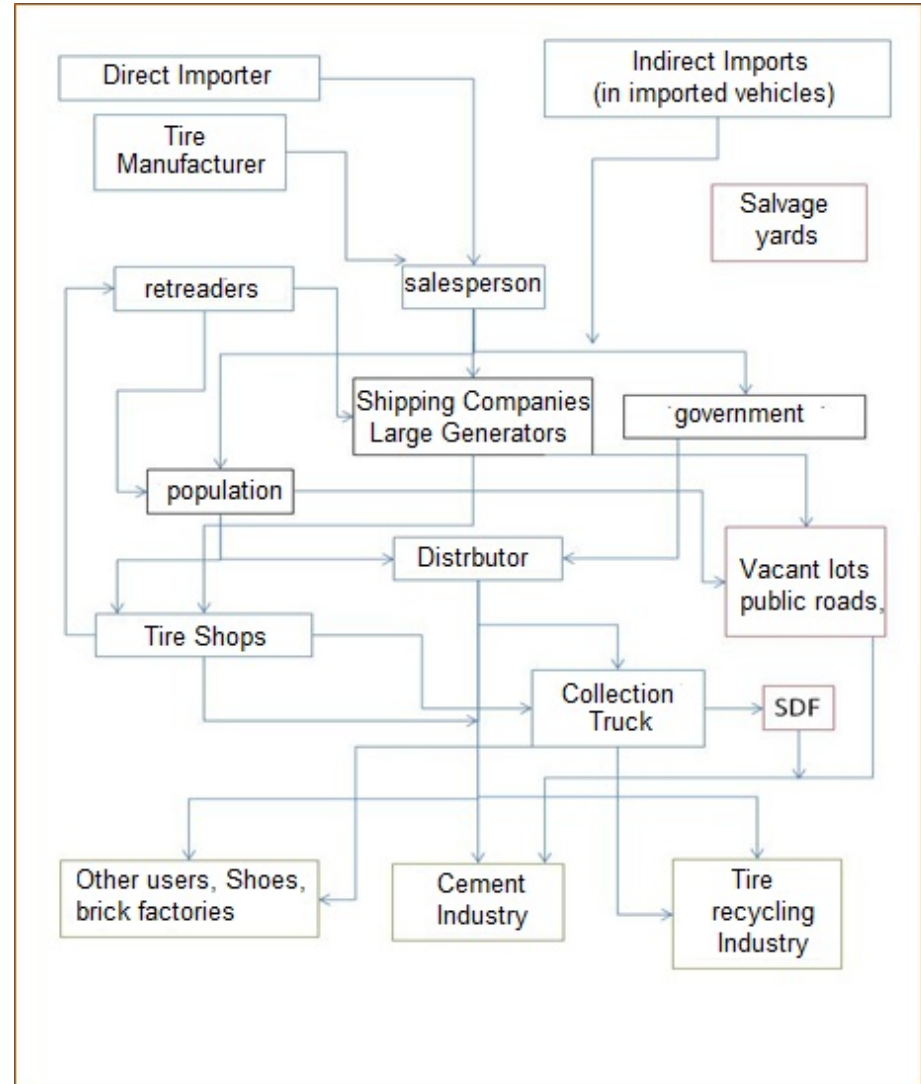 Direct Importer
Indirect Imports
(in imported vehicles)
Tire
Manufacturer
Salvage
yards
retreaders
salesperson
Shipping Companies
Large Generators
government
population
Distrbutor
Vacant lots
public roads,
Tire Shops
Collection
Truck
SDF
Other users, Shoes,
brick factories
Cement
Industry
Tire
recycling
Industry